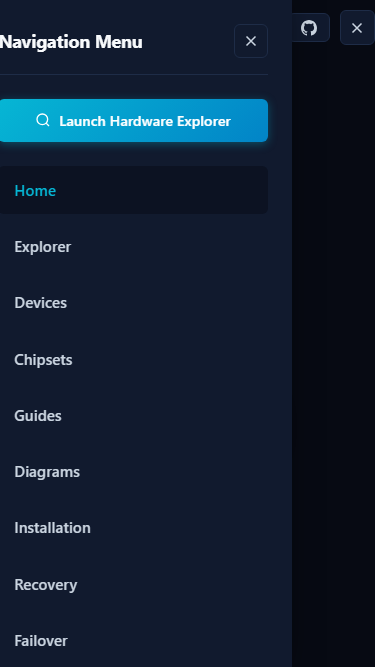 Navigation Menu
Launch Hardware Explorer
Home
Explorer
Devices
Chipsets
Guides
Diagrams
Installation
Recovery
Failover